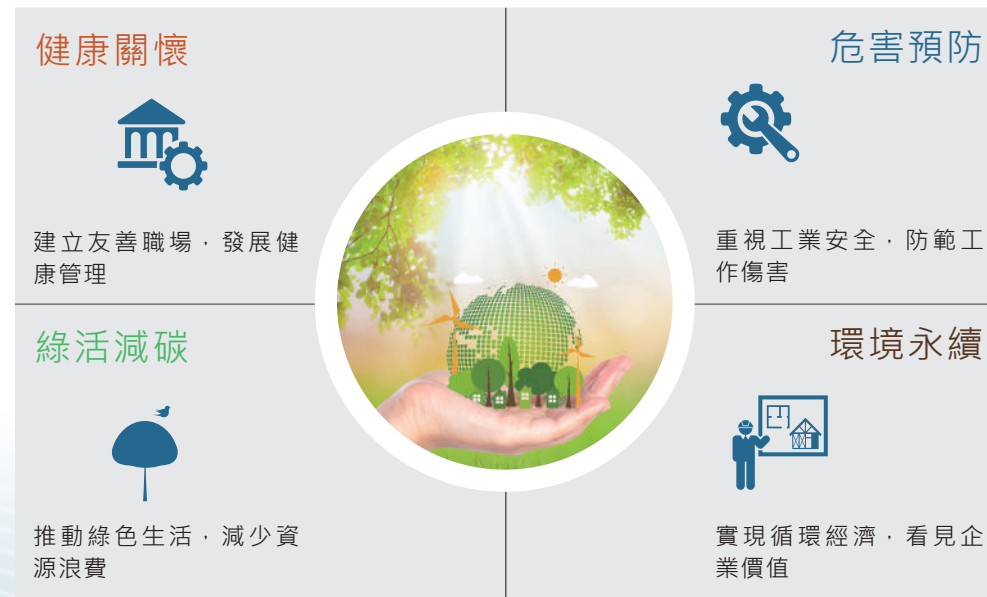 健康關懷
建立友善職場，發展健
康管理
危害預防
重視工業安全，防範工
作傷害
綠活減碳
推動綠色生活，減少資
源浪費
環境永續
實現循環經濟，看見企
業價值